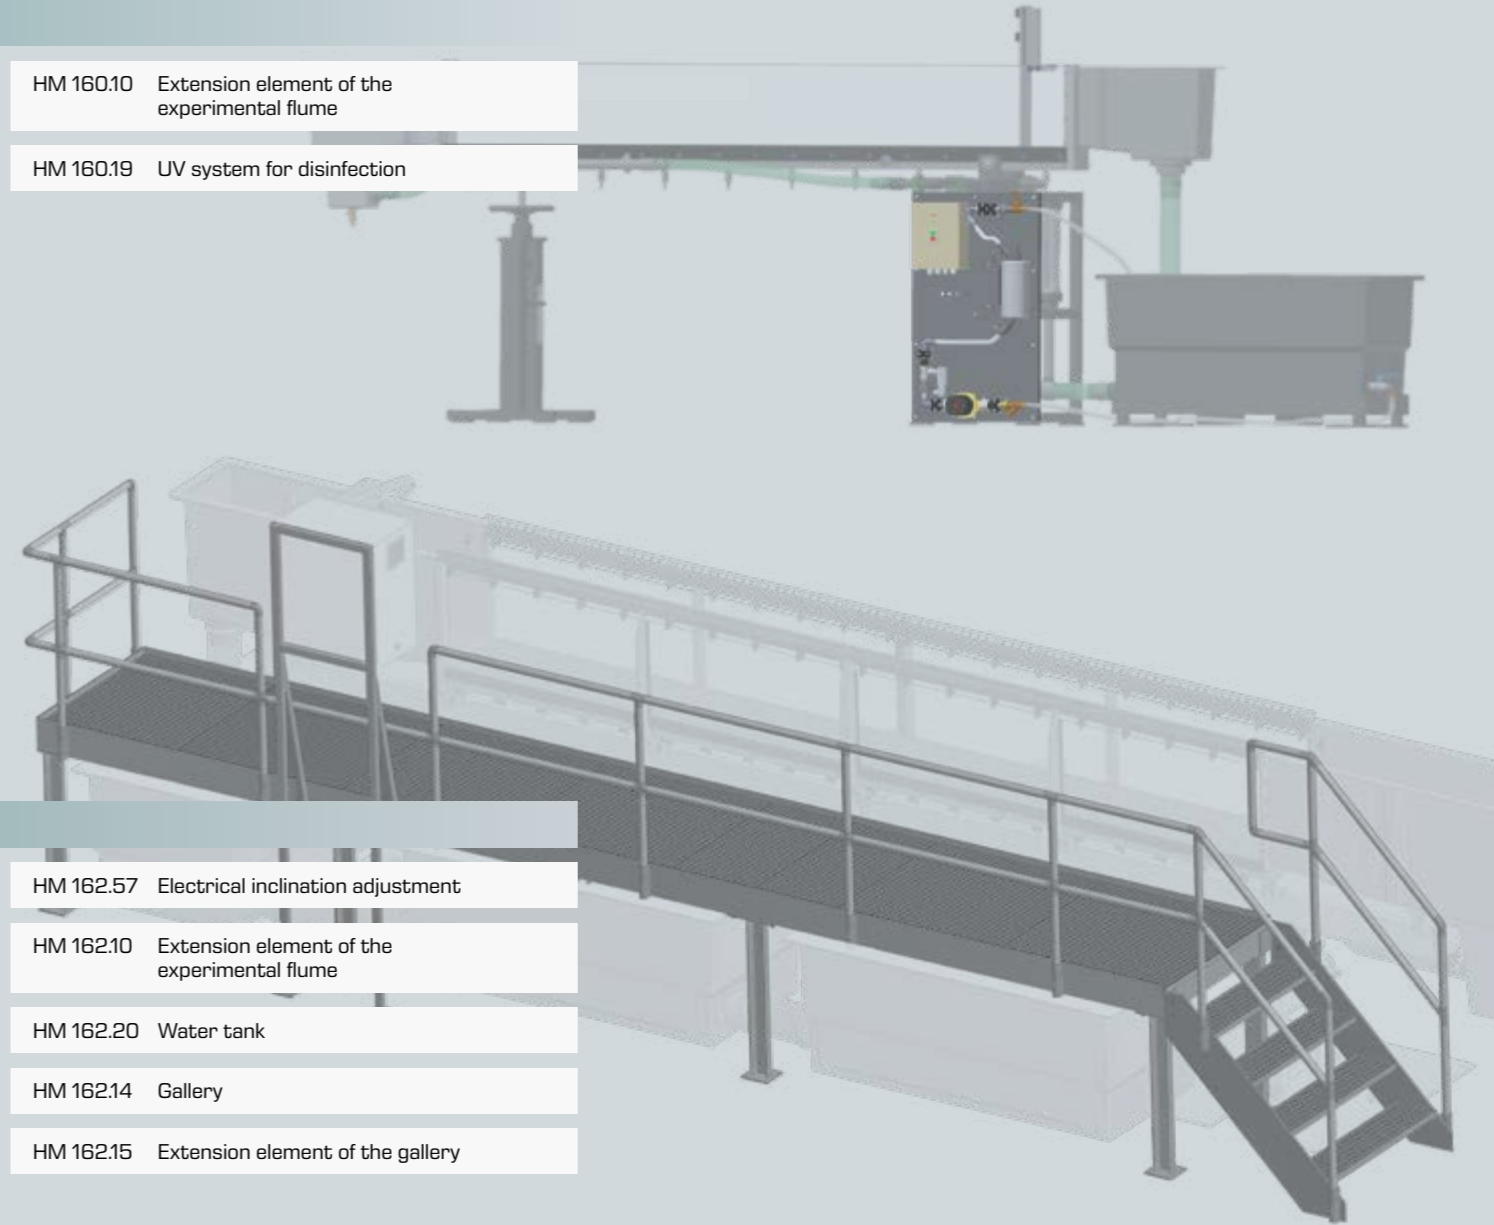 HM 160.10 Extension element of the
experimental flume
HM 160.19 UV system for disinfection
HM 162.57 Electrical inclination adjustment
HM 162.10 Extension element of the
experimental flume
HM 162.20 Water tank
HM 162.14 Gallery
HM 162.15 Extension element of the gallery